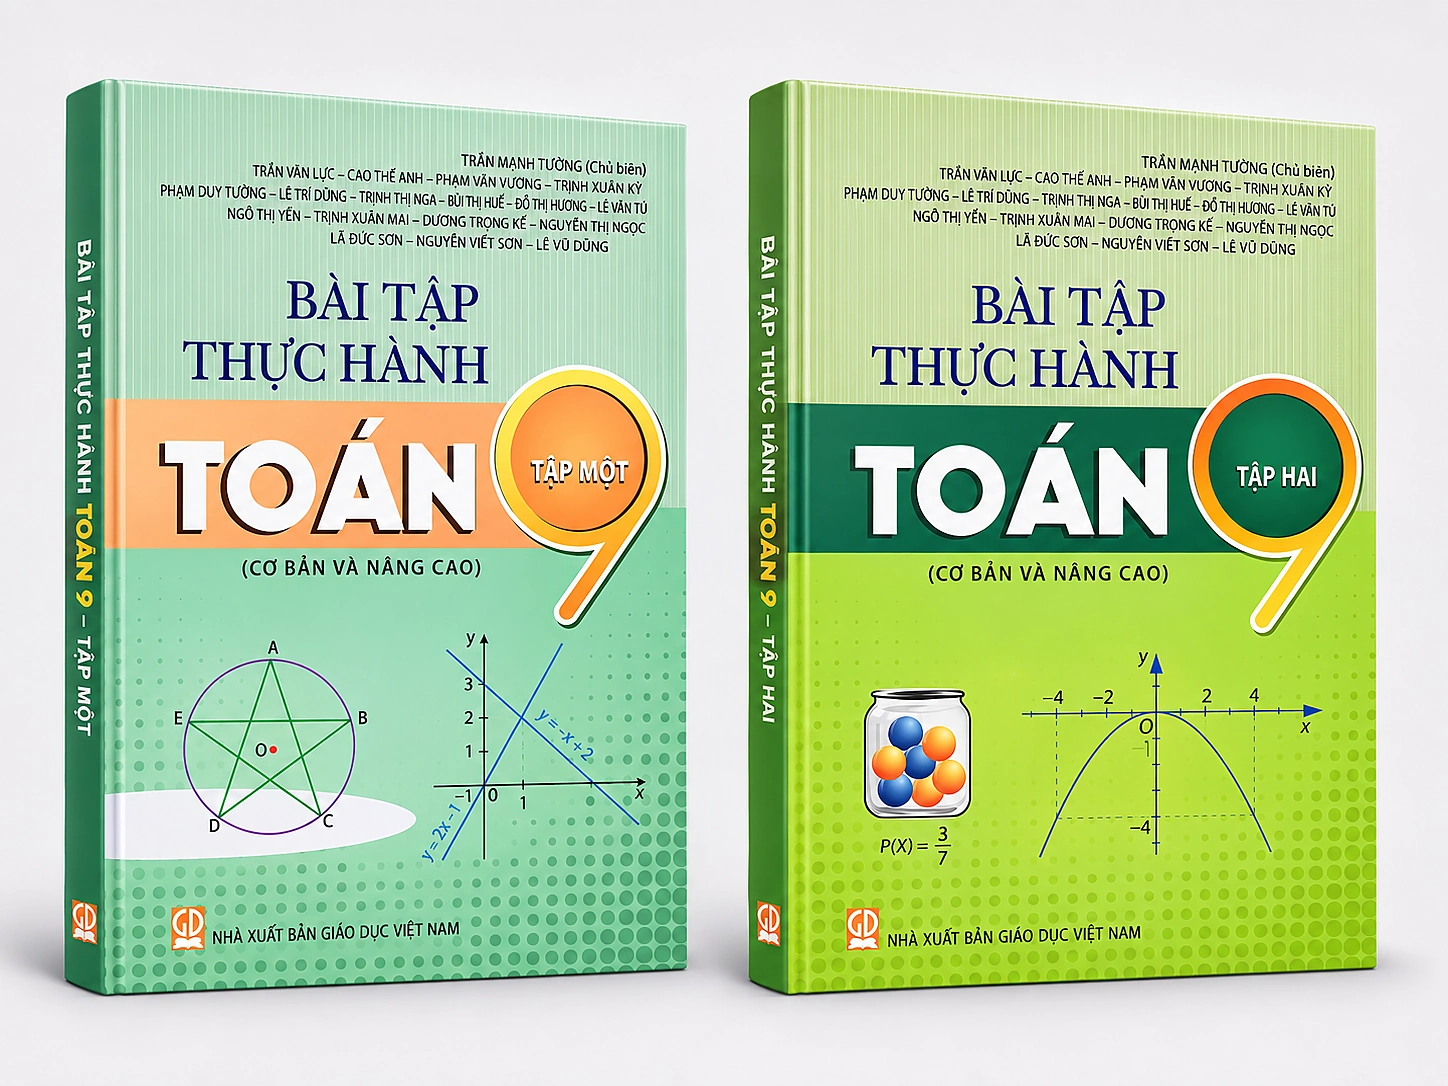 BÀI TẬP THỰC HÀNH TOÁN 9 – TẬP MỘT
TRẦN MẠNH TƯỜNG (Chủ biên)
TRẦN VĂN LỰC – CAO THẾ ANH – PHẠM VĂN VƯƠNG – TRỊNH XUÂN KỲ
PHẠM DUY TƯỜNG – LÊ TRÍ DŨNG – TRỊNH THỊ NGA – BÙI THỊ HUẾ – ĐỖ THỊ HƯƠNG – LÊ VĂN TÚ
NGÔ THỊ YẾN – TRỊNH XUÂN MAI – DƯƠNG TRỌNG KẾ – NGUYỄN THỊ NGỌC
LÃ ĐỨC SƠN – NGUYỄN VIẾT SƠN – LÊ VŨ DŨNG
BÀI TẬP
THỰC HÀNH
TOÁN 9
TẬP MỘT
(CƠ BẢN VÀ NÂNG CAO)
A
E
B
O
D
C
y
3
2
1
-1
0
1
x
y = -x + 2
y = 2x - 1
GD
GD
NHÀ XUẤT BẢN GIÁO DỤC VIỆT NAM
BÀI TẬP THỰC HÀNH TOÁN 9 – TẬP HAI
TRẦN MẠNH TƯỜNG (Chủ biên)
TRẦN VĂN LỰC – CAO THẾ ANH – PHẠM VĂN VƯƠNG – TRỊNH XUÂN KỲ
PHẠM DUY TƯỜNG – LÊ TRÍ DŨNG – TRỊNH THỊ NGA – BÙI THỊ HUẾ – ĐỖ THỊ HƯƠNG – LÊ VĂN TÚ
NGÔ THỊ YẾN – TRỊNH XUÂN MAI – DƯƠNG TRỌNG KẾ – NGUYỄN THỊ NGỌC
LÃ ĐỨC SƠN – NGUYỄN VIẾT SƠN – LÊ VŨ DŨNG
BÀI TẬP
THỰC HÀNH
TOÁN 9
TẬP HAI
(CƠ BẢN VÀ NÂNG CAO)
P(X) = 3/7
y
-4
-2
2
4
O
x
-1
-4
GD
GD
NHÀ XUẤT BẢN GIÁO DỤC VIỆT NAM